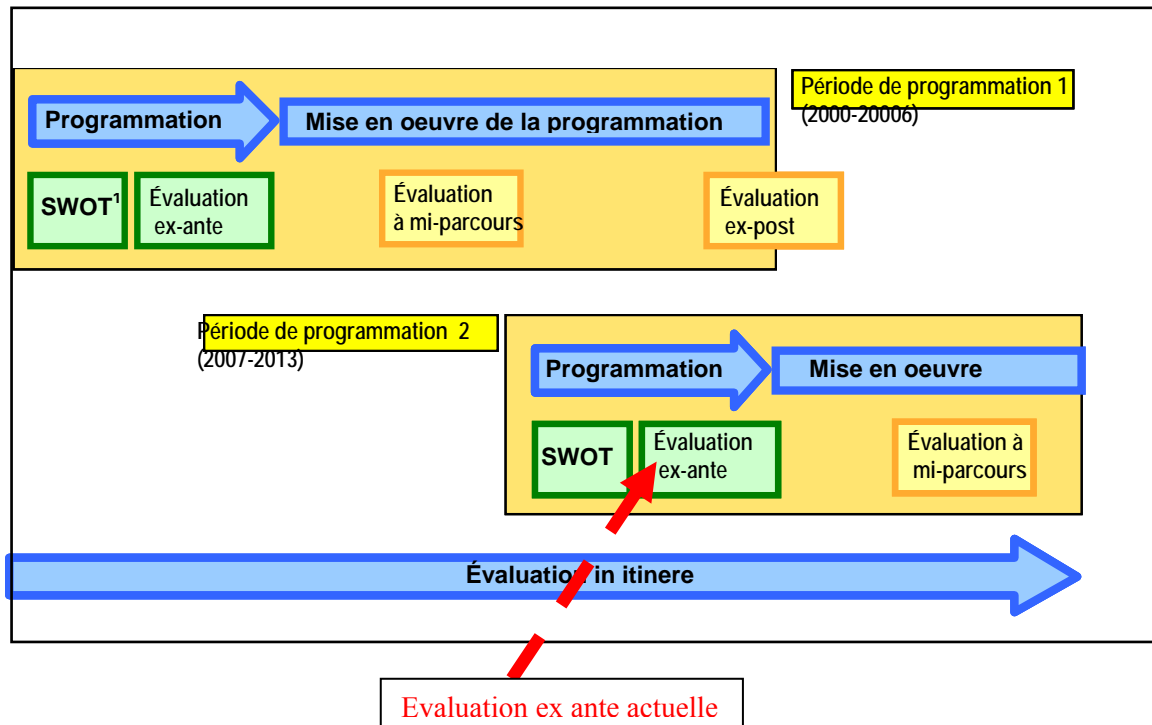 Période de programmation 1
(2000-20006)
Programmation
Mise en oeuvre de la programmation
SWOT¹
Évaluation
ex-ante
Évaluation
à mi-parcours
Évaluation
ex-post
Période de programmation 2
(2007-2013)
Programmation
Mise en oeuvre
SWOT
Évaluation
ex-ante
Évaluation à
mi-parcours
Évaluation in itinere
Evaluation ex ante actuelle